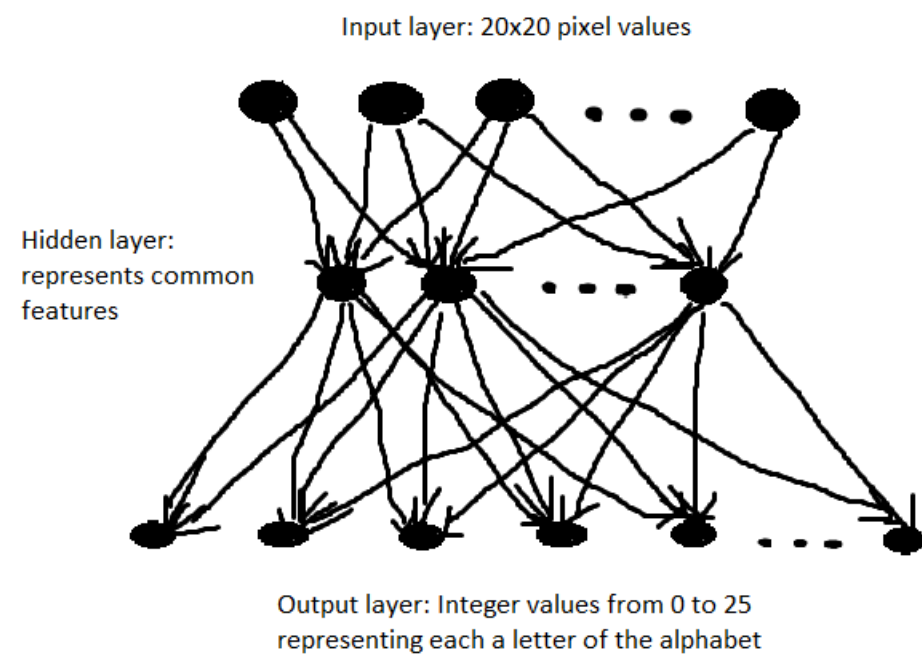 Input layer: 20x20 pixel values
Hidden layer:
represents common
features
Output layer: Integer values from 0 to 25
representing each a letter of the alphabet